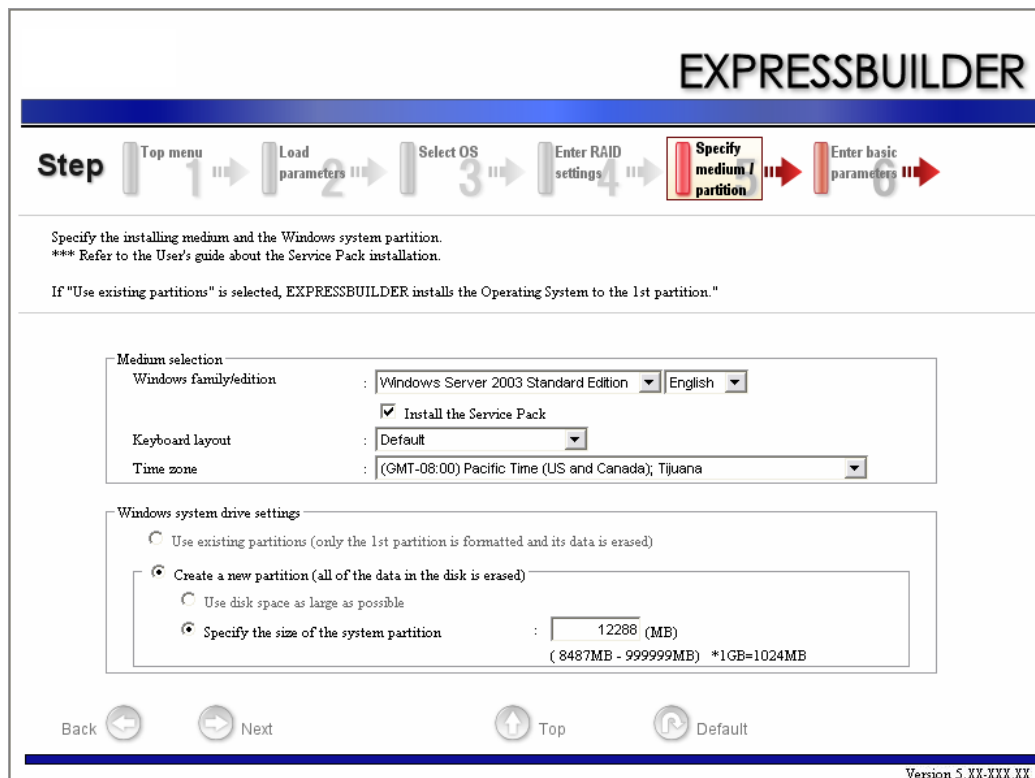 EXPRESSBUILDER
Step
Top menu 1
Load parameters 2
Select OS 3
Enter RAID settings 4
Specify medium / partition 5
Enter basic parameters 6
Specify the installing medium and the Windows system partition.
*** Refer to the User's guide about the Service Pack installation.
If "Use existing partitions" is selected, EXPRESSBUILDER installs the Operating System to the 1st partition."
Medium selection
Windows family/edition : Windows Server 2003 Standard Edition English
Install the Service Pack
Keyboard layout : Default
Time zone : (GMT-08:00) Pacific Time (US and Canada); Tijuana
Windows system drive settings
Use existing partitions (only the 1st partition is formatted and its data is erased)
Create a new partition (all of the data in the disk is erased)
Use disk space as large as possible
Specify the size of the system partition : 12288 (MB)
( 8487MB - 999999MB) *1GB=1024MB
Back Next Top Default
Version 5.XX-XXX.XX